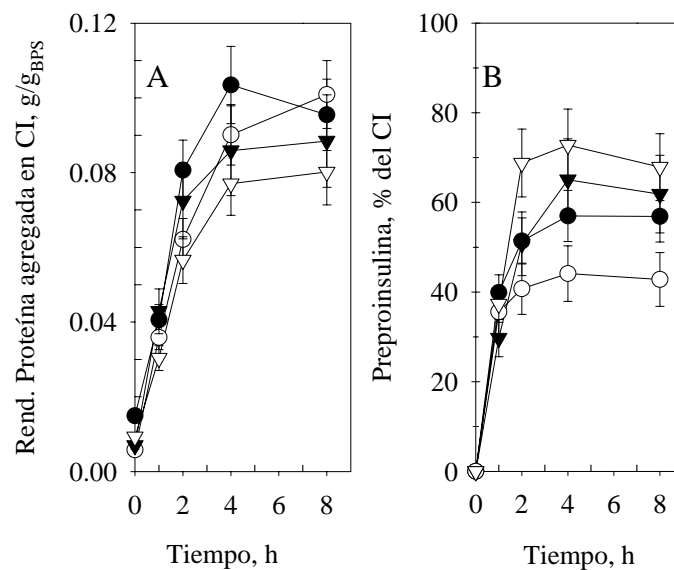 Rend. Proteína agregada en CI, g/g_BPS
0.12
0.08
0.04
0.00
A
0 2 4 6 8
Tiempo, h
Preproinsulina, % del CI
100
80
60
40
20
0
B
0 2 4 6 8
Tiempo, h